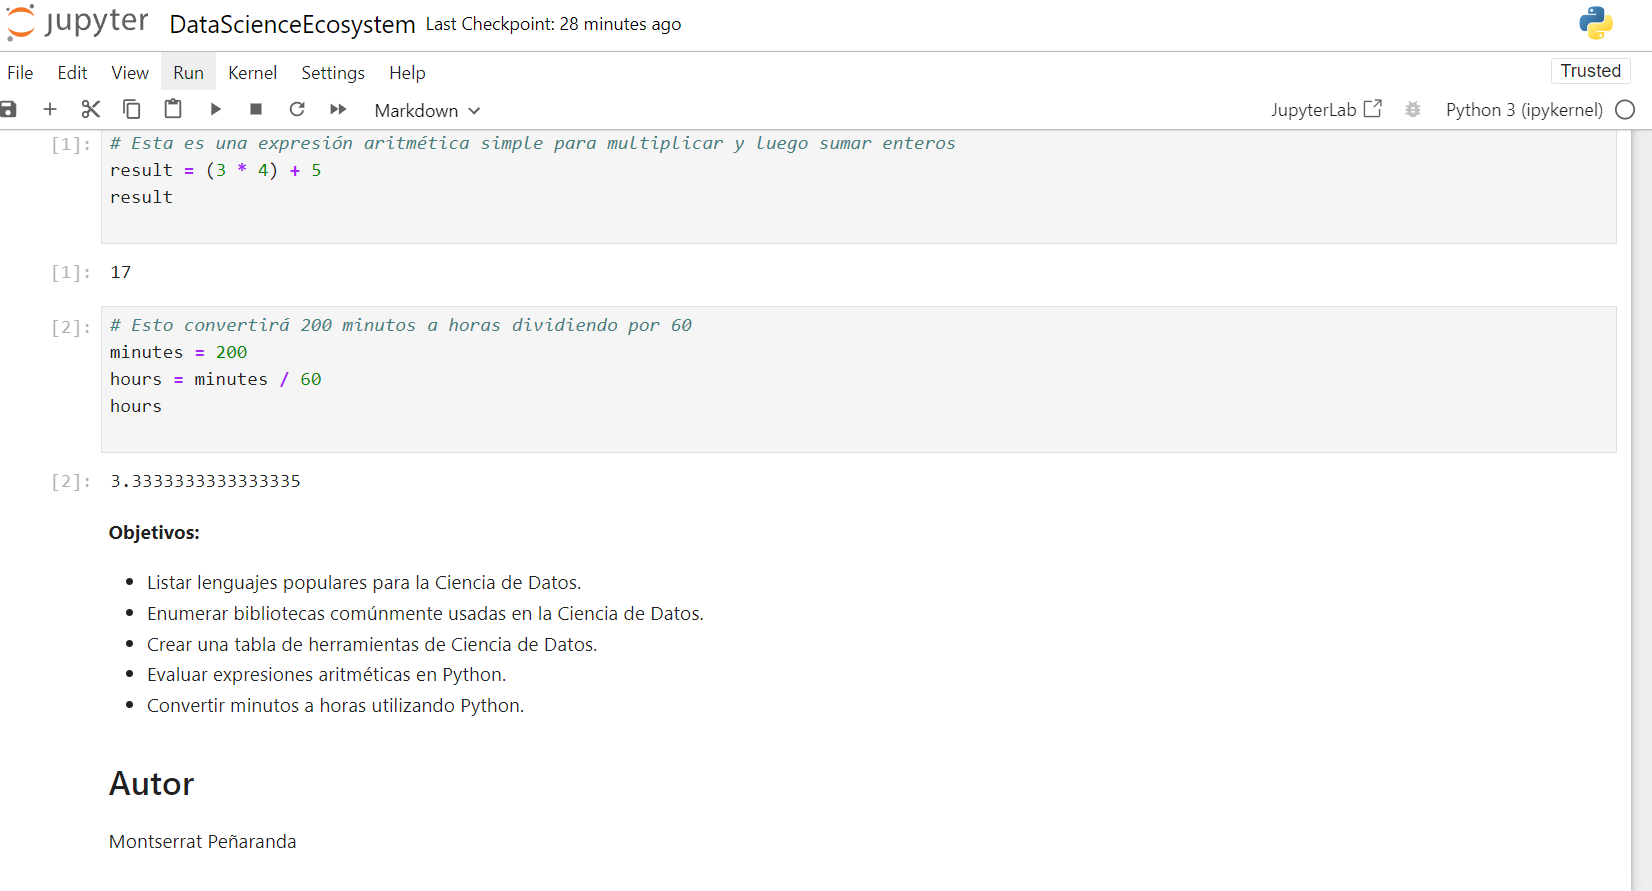 jupyter DataScienceEcosystem Last Checkpoint: 28 minutes ago
File Edit View Run Kernel Settings Help Trusted
Markdown JupyterLab Python 3 (ipykernel)
[1]: # Esta es una expresión aritmética simple para multiplicar y luego sumar enteros
result = (3 * 4) + 5
result
[1]: 17
[2]: # Esto convertirá 200 minutos a horas dividiendo por 60
minutes = 200
hours = minutes / 60
hours
[2]: 3.3333333333333335
Objetivos:
• Listar lenguajes populares para la Ciencia de Datos.
• Enumerar bibliotecas comúnmente usadas en la Ciencia de Datos.
• Crear una tabla de herramientas de Ciencia de Datos.
• Evaluar expresiones aritméticas en Python.
• Convertir minutos a horas utilizando Python.
Autor
Montserrat Peñaranda